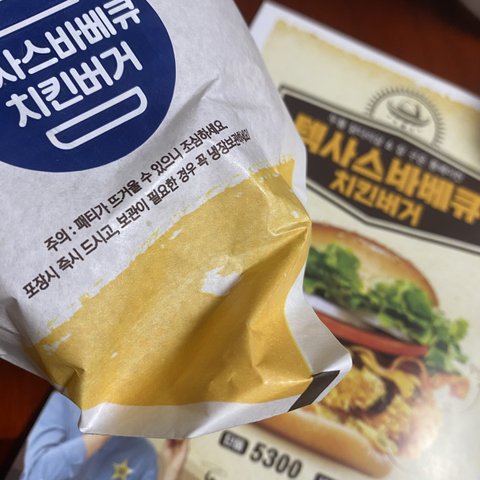 사스바베큐
치킨버거
주의 : 패티가 뜨거울 수 있으니 조심하세요.
포장시 즉시 드시고, 보관이 필요한 경우 꼭 냉장보관하세요!
텍사스바베큐
치킨버거
단품 5300